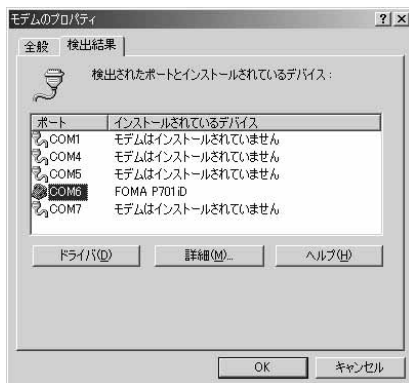 モデムのプロパティ
全般 検出結果
検出されたポートとインストールされているデバイス:
ポート インストールされているデバイス
COM1 モデムはインストールされていません
COM4 モデムはインストールされていません
COM5 モデムはインストールされていません
COM6 FOMA P701iD
COM7 モデムはインストールされていません
ドライバ(D) 詳細(M)... ヘルプ(H)
OK キャンセル